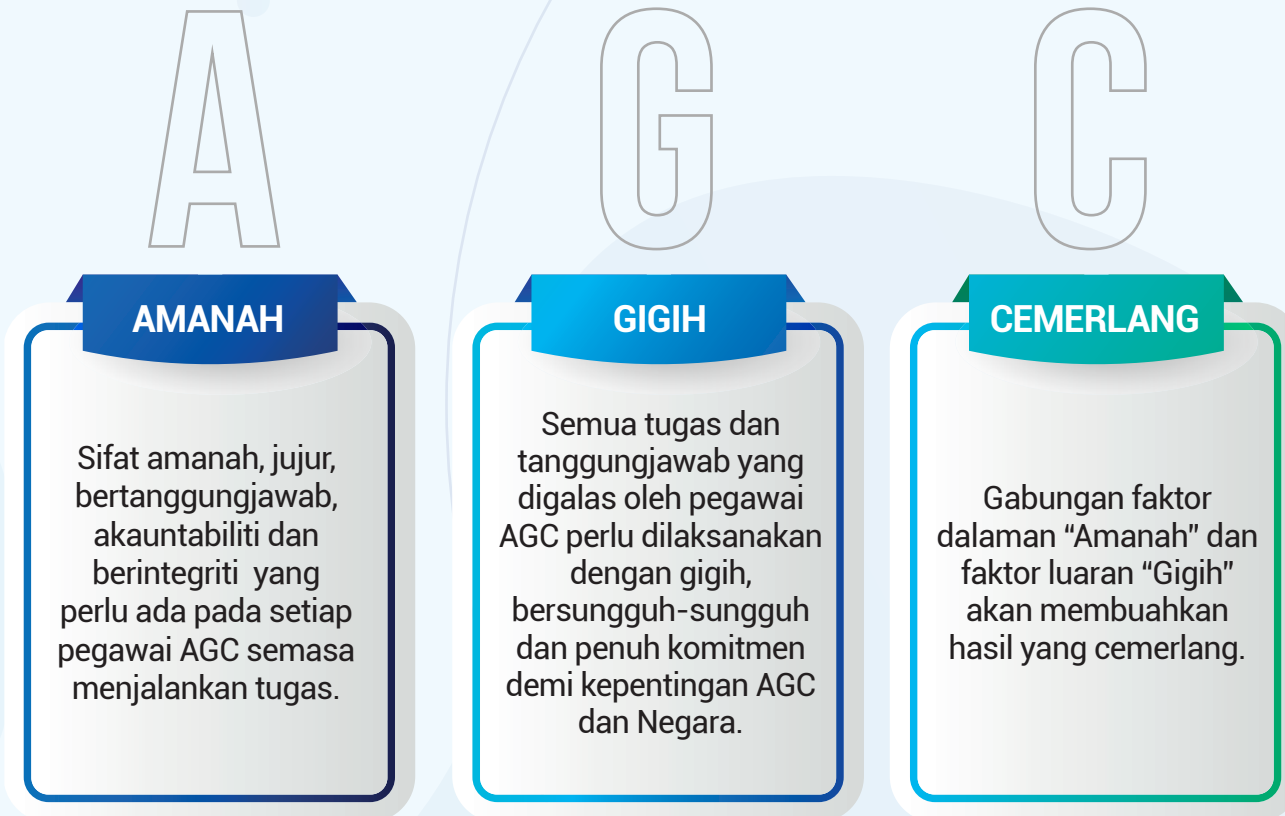 A
G
C
AMANAH
Sifat amanah, jujur,
bertanggungjawab,
akauntabiliti dan
berintegriti  yang
perlu ada pada setiap
pegawai AGC semasa
menjalankan tugas.
GIGIH
Semua tugas dan
tanggungjawab yang
digalas oleh pegawai
AGC perlu dilaksanakan
dengan gigih,
bersungguh-sungguh
dan penuh komitmen
demi kepentingan AGC
dan Negara.
CEMERLANG
Gabungan faktor
dalaman “Amanah” dan
faktor luaran “Gigih”
akan membuahkan
hasil yang cemerlang.